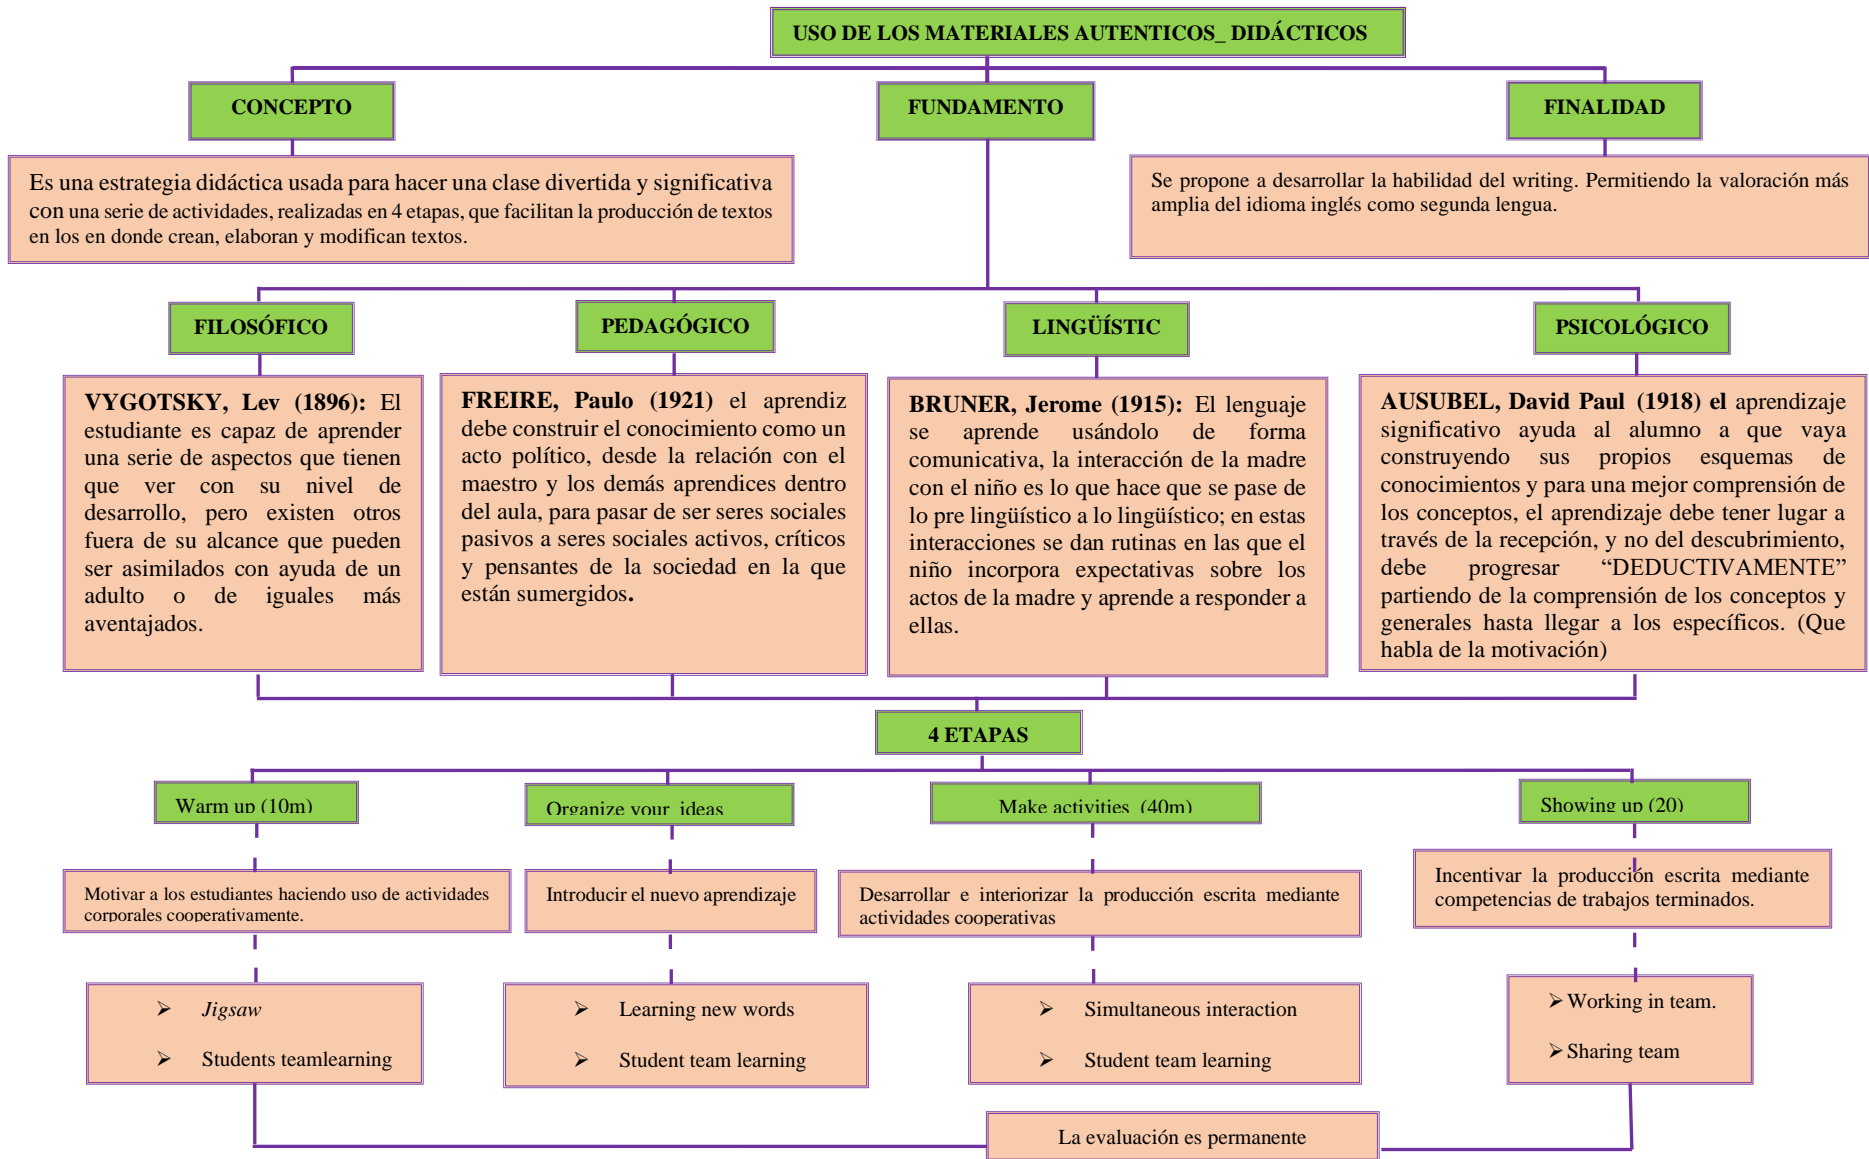 USO DE LOS MATERIALES AUTENTICOS_ DIDÁCTICOS
CONCEPTO
FUNDAMENTO
FINALIDAD
Es una estrategia didáctica usada para hacer una clase divertida y significativa
con una serie de actividades, realizadas en 4 etapas, que facilitan la producción de textos
en los en donde crean, elaboran y modifican textos.
Se propone a desarrollar la habilidad del writing. Permitiendo la valoración más
amplia del idioma inglés como segunda lengua.
FILOSÓFICO
PEDAGÓGICO
LINGÜÍSTIC
PSICOLÓGICO
VYGOTSKY, Lev (1896): El
estudiante es capaz de aprender
una serie de aspectos que tienen
que ver con su nivel de
desarrollo, pero existen otros
fuera de su alcance que pueden
ser asimilados con ayuda de un
adulto o de iguales más
aventajados.
FREIRE, Paulo (1921) el aprendiz
debe construir el conocimiento como un
acto político, desde la relación con el
maestro y los demás aprendices dentro
del aula, para pasar de ser seres sociales
pasivos a seres sociales activos, críticos
y pensantes de la sociedad en la que
están sumergidos.
BRUNER, Jerome (1915): El lenguaje
se aprende usándolo de forma
comunicativa, la interacción de la madre
con el niño es lo que hace que se pase de
lo pre lingüístico a lo lingüístico; en estas
interacciones se dan rutinas en las que el
niño incorpora expectativas sobre los
actos de la madre y aprende a responder a
ellas.
AUSUBEL, David Paul (1918) el aprendizaje
significativo ayuda al alumno a que vaya
construyendo sus propios esquemas de
conocimientos y para una mejor comprensión de
los conceptos, el aprendizaje debe tener lugar a
través de la recepción, y no del descubrimiento,
debe progresar “DEDUCTIVAMENTE”
partiendo de la comprensión de los conceptos y
generales hasta llegar a los específicos. (Que
habla de la motivación)
4 ETAPAS
Warm up (10m)
Organize your ideas
Make activities (40m)
Showing up (20)
Motivar a los estudiantes haciendo uso de actividades
corporales cooperativamente.
Introducir el nuevo aprendizaje
Desarrollar e interiorizar la producción escrita mediante
actividades cooperativas
Incentivar la producción escrita mediante
competencias de trabajos terminados.
➢ Jigsaw
➢ Students teamlearning
➢ Learning new words
➢ Student team learning
➢ Simultaneous interaction
➢ Student team learning
➢ Working in team.
➢ Sharing team
La evaluación es permanente